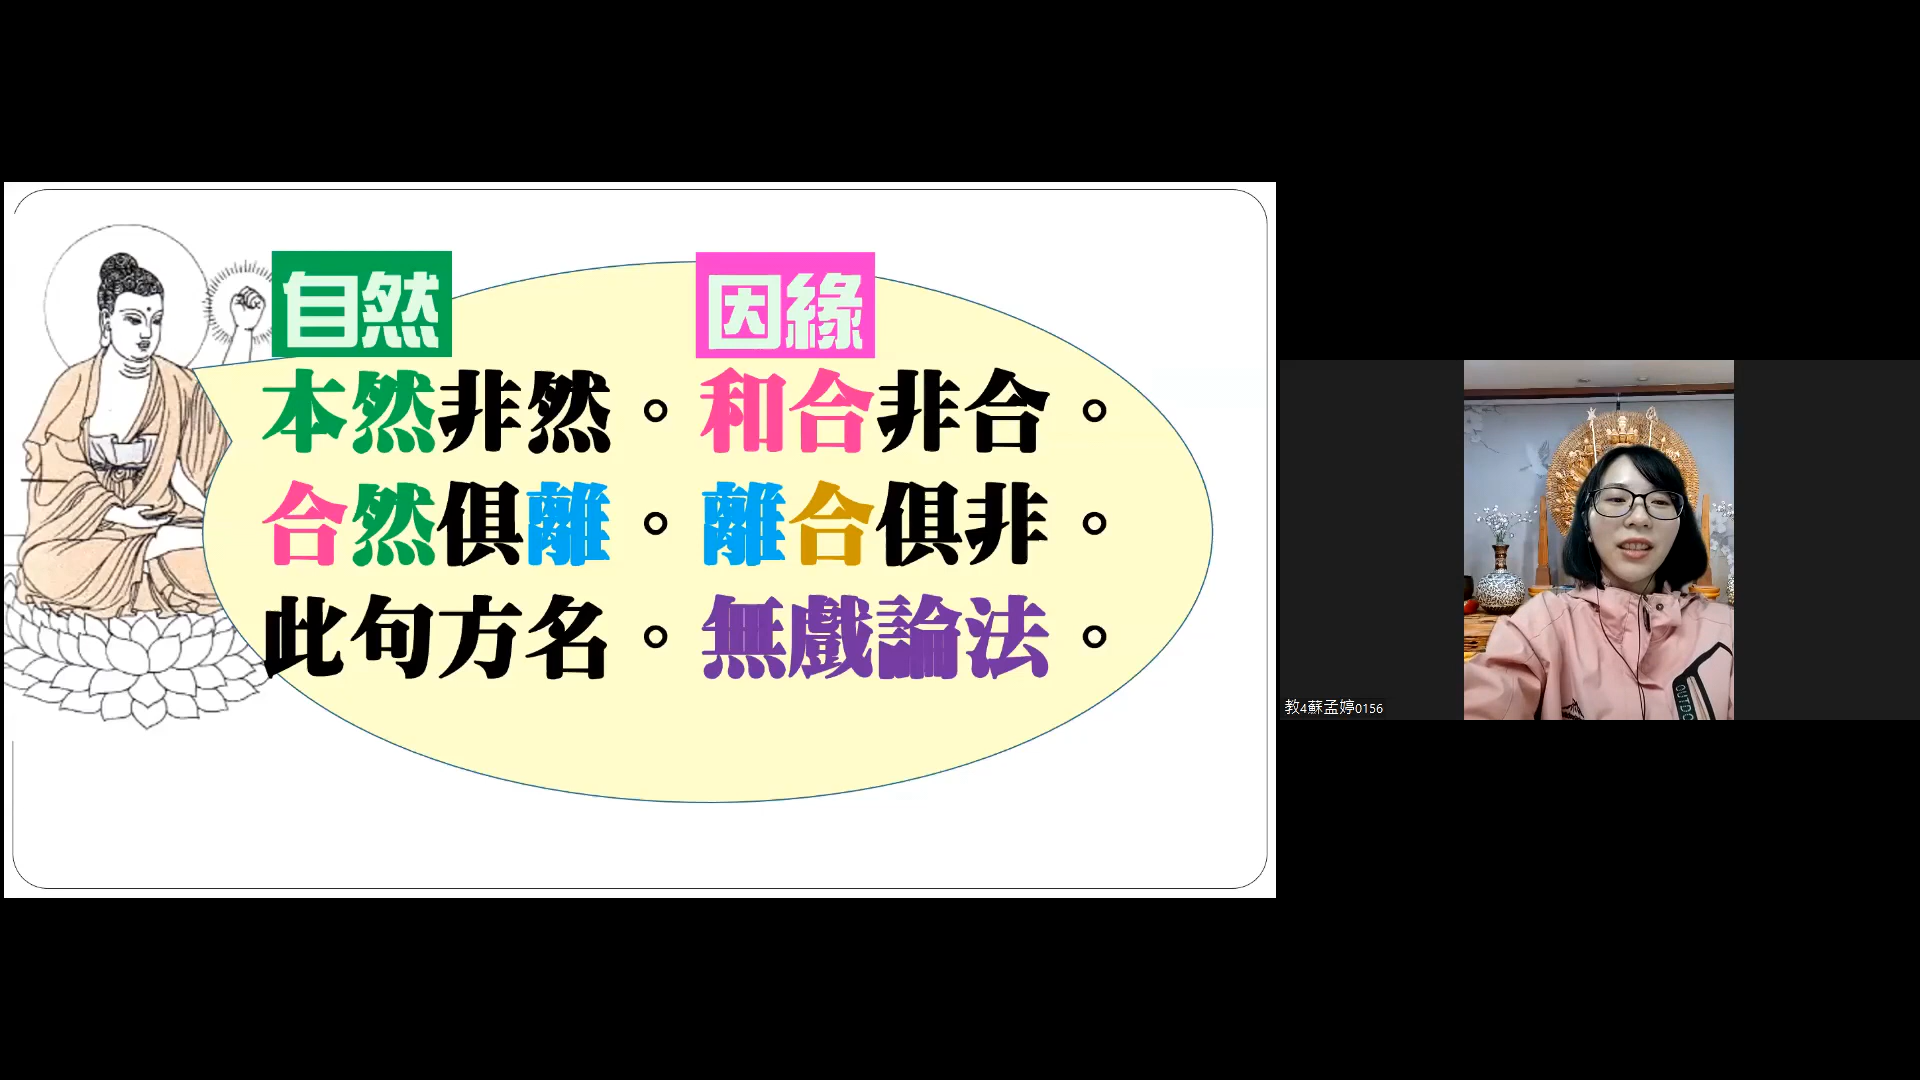 自然 因緣
本然非然。和合非合。
合然俱離。離合俱非。
此句方名。無戲論法。
教4蘇孟婷0156
OUTDO